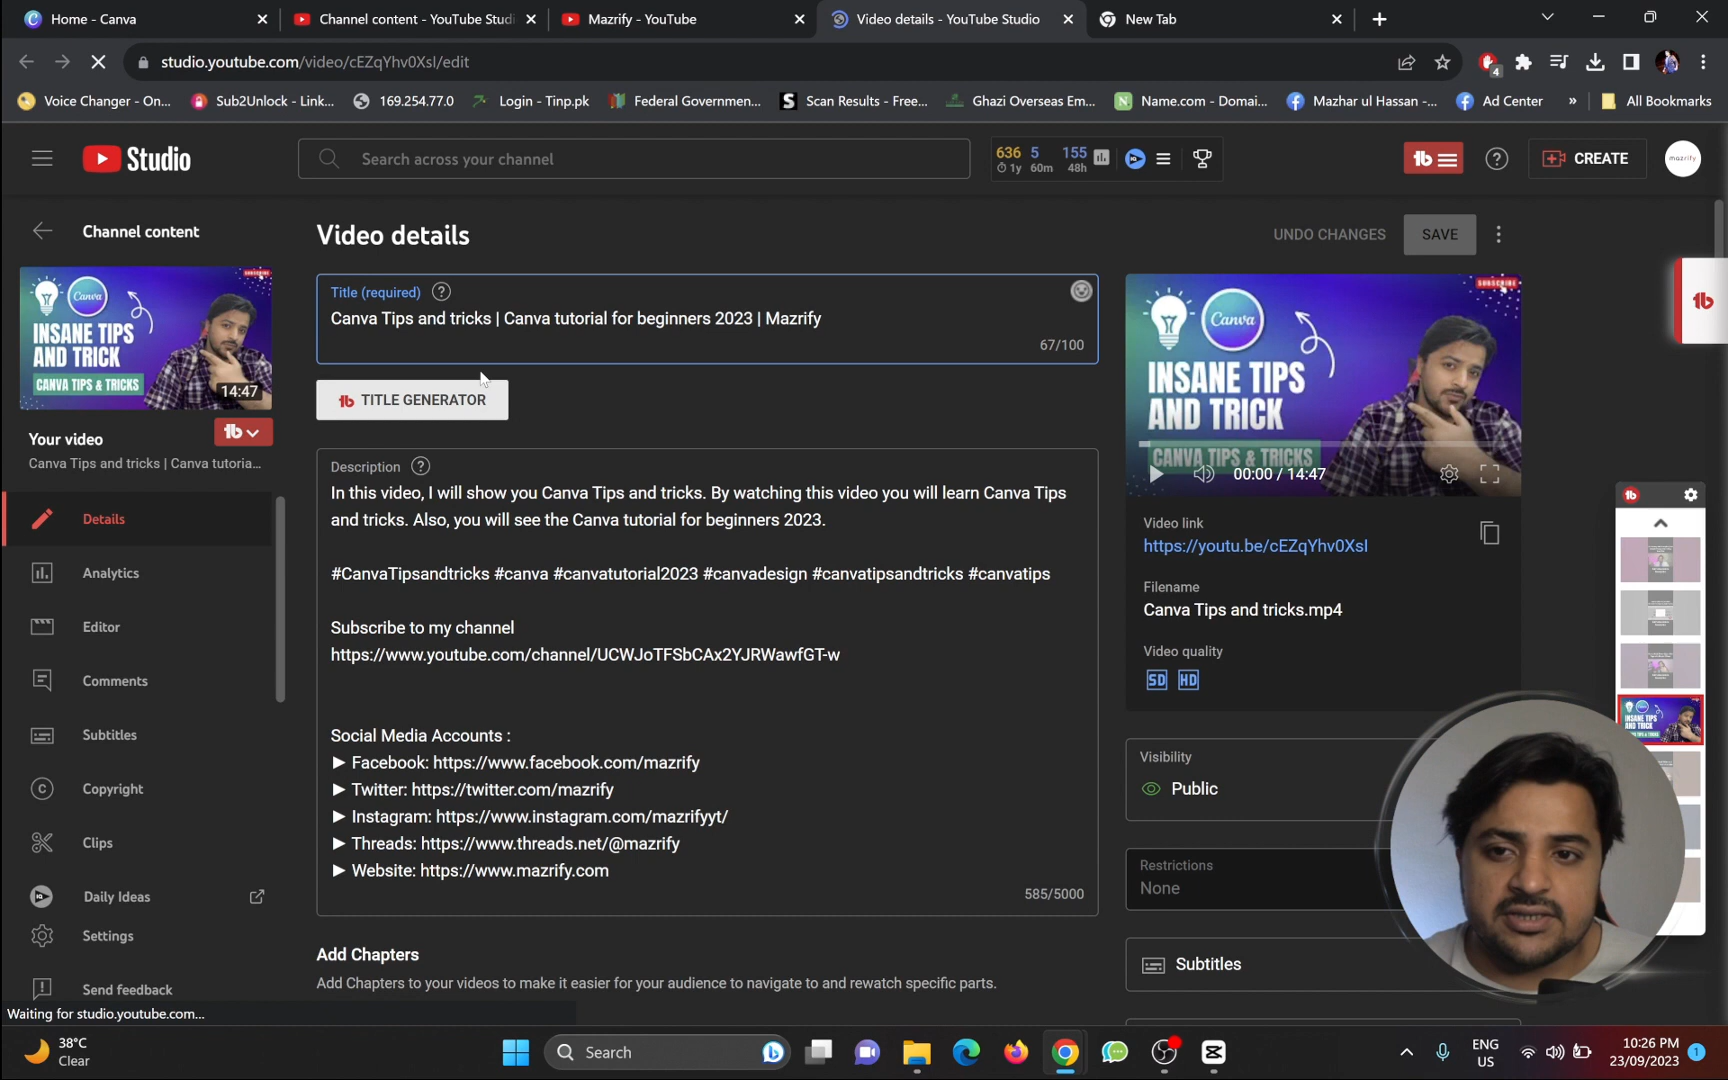 Home - Canva
Channel content - YouTube Studi
Mazrify - YouTube
Video details - YouTube Studio
New Tab
studio.youtube.com/video/cEZqYhv0XsI/edit
4
Voice Changer - On...
Sub2Unlock - Link...
169.254.77.0
Login - Tinp.pk
Federal Governmen...
Scan Results - Free...
Ghazi Overseas Em...
Name.com - Domai...
Mazhar ul Hassan -...
Ad Center
»
All Bookmarks
Studio
Search across your channel
636 5 155
1y 60m 48h
CREATE
mazrify
Channel content
Video details
UNDO CHANGES
SAVE
Canva
INSANE TIPS
AND TRICK
CANVA TIPS & TRICKS
SUBSCRIBE
14:47
Your video
Canva Tips and tricks | Canva tutoria...
Details
Analytics
Editor
Comments
Subtitles
Copyright
Clips
Daily Ideas
Settings
Send feedback
Waiting for studio.youtube.com...
Title (required)
Canva Tips and tricks | Canva tutorial for beginners 2023 | Mazrify
67/100
TITLE GENERATOR
Description
In this video, I will show you Canva Tips and tricks. By watching this video you will learn Canva Tips
and tricks. Also, you will see the Canva tutorial for beginners 2023.
#CanvaTipsandtricks #canva #canvatutorial2023 #canvadesign #canvatipsandtricks #canvatips
Subscribe to my channel
https://www.youtube.com/channel/UCWJoTFSbCAx2YJRWawfGT-w
Social Media Accounts :
► Facebook: https://www.facebook.com/mazrify
► Twitter: https://twitter.com/mazrify
► Instagram: https://www.instagram.com/mazrifyyt/
► Threads: https://www.threads.net/@mazrify
► Website: https://www.mazrify.com
585/5000
Add Chapters
Add Chapters to your videos to make it easier for your audience to navigate to and rewatch specific parts.
SUBSCRIBE
Canva
INSANE TIPS
AND TRICK
CANVA TIPS & TRICKS
00:00 / 14:47
Video link
https://youtu.be/cEZqYhv0XsI
Filename
Canva Tips and tricks.mp4
Video quality
SD HD
Visibility
Public
Restrictions
None
Subtitles
INSANE TIPS
38°C
Clear
Search
ENG
US
10:26 PM
23/09/2023
1